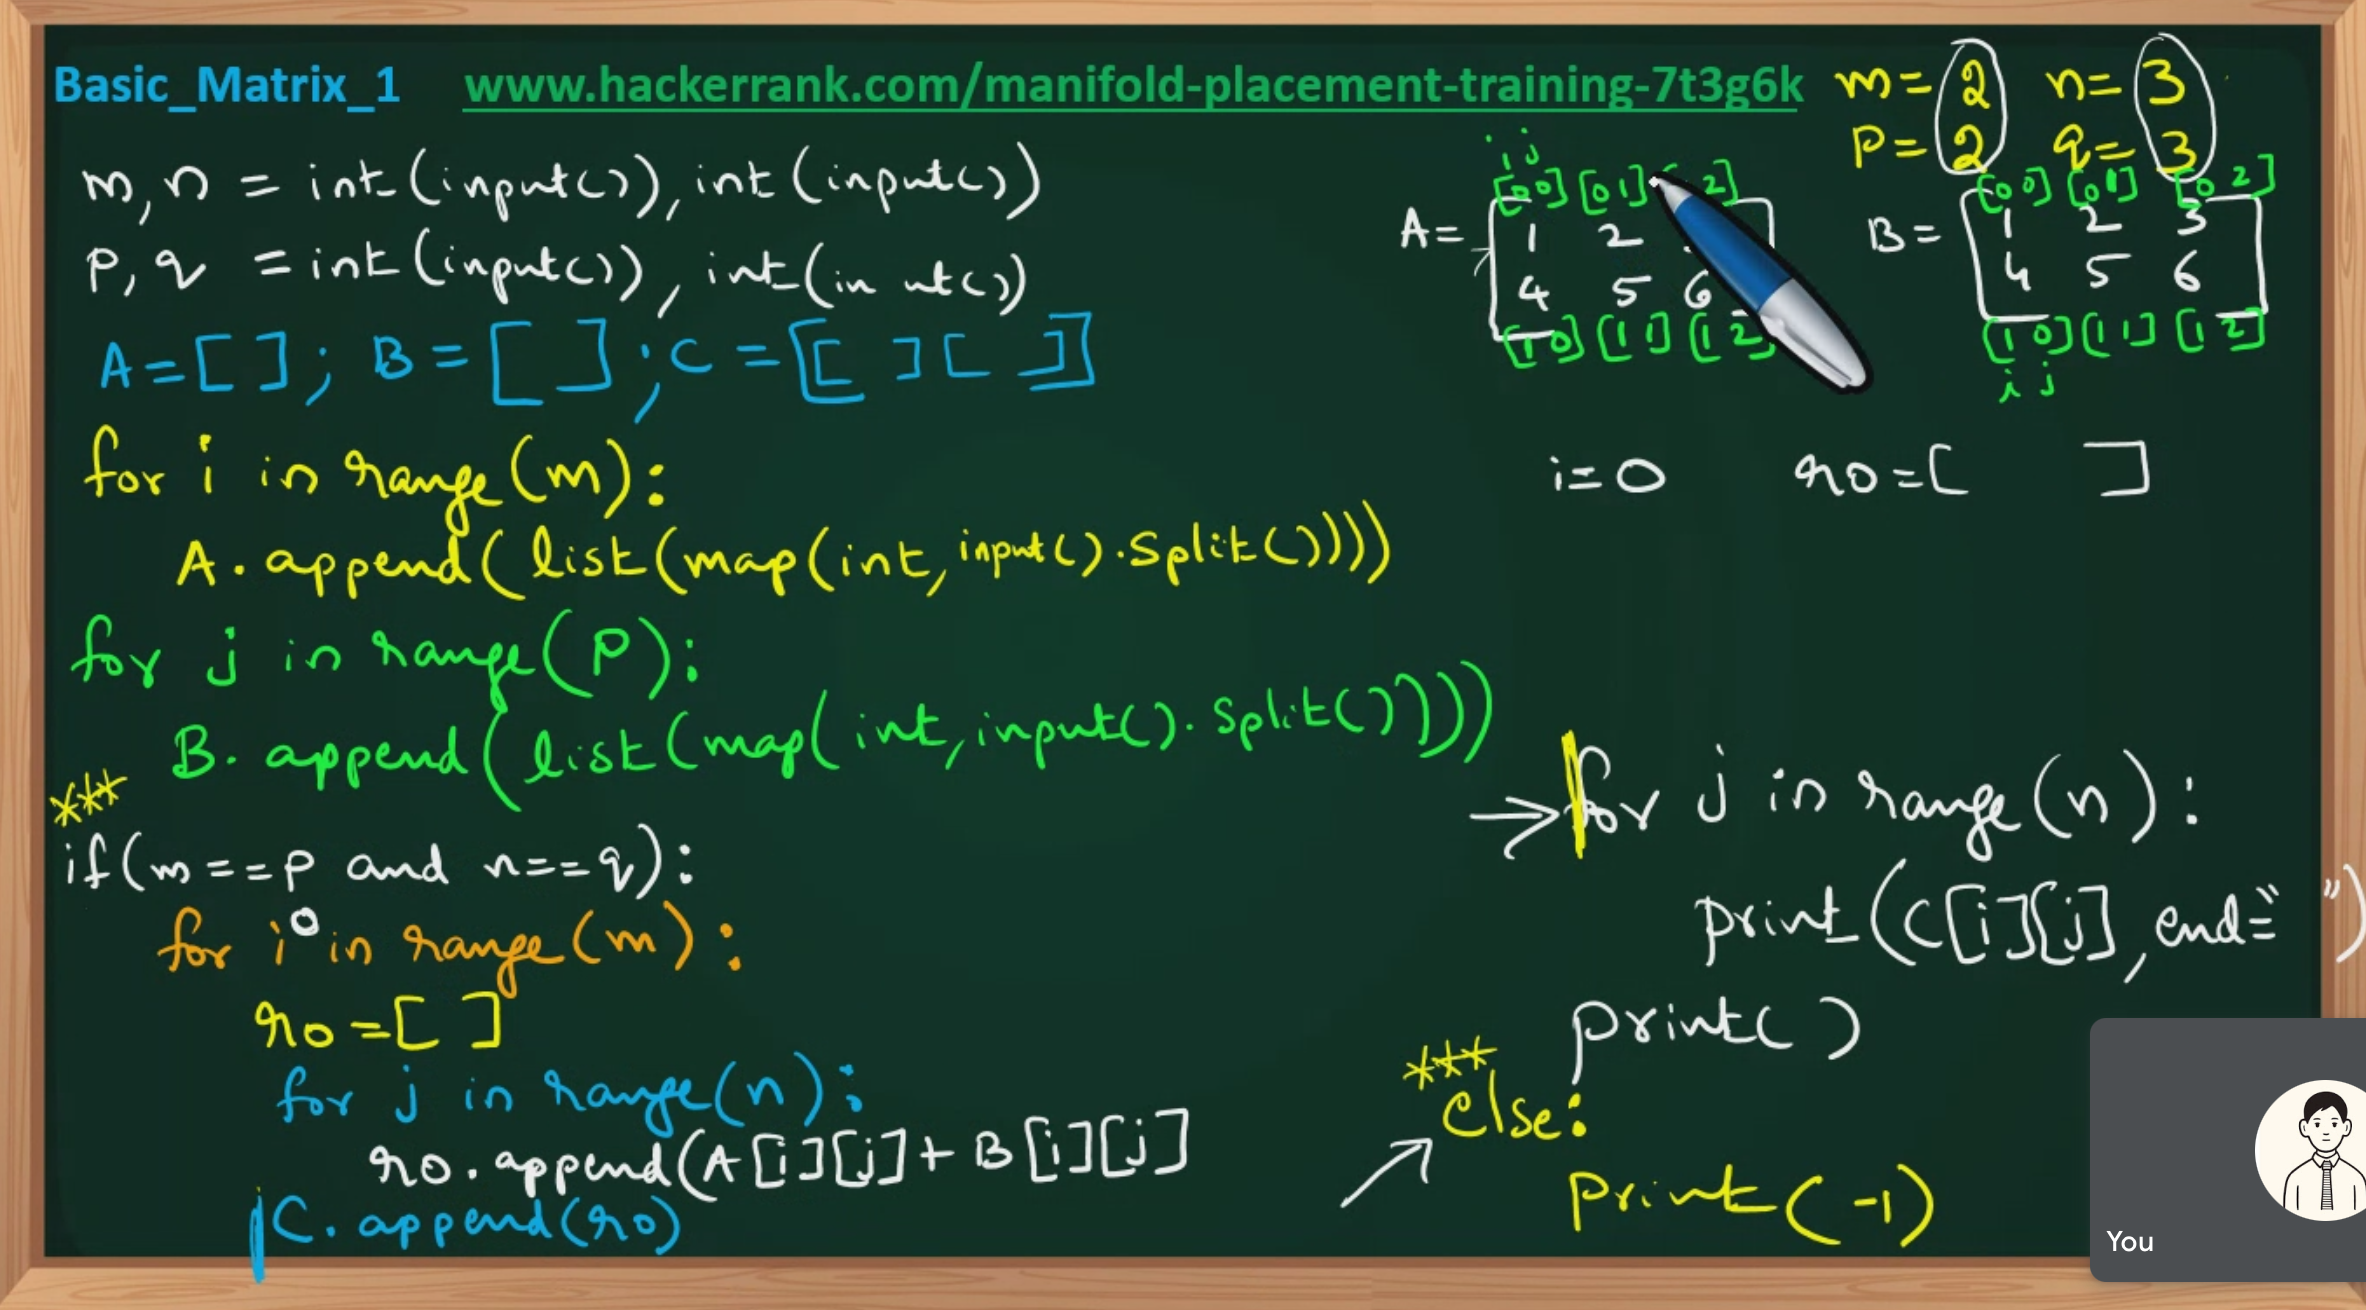 Basic_Matrix_1 www.hackerrank.com/manifold-placement-training-7t3g6k
m,n = int(input()),int(input())
p,q = int(input()),int(in ut())
A=[ ]; B=[ ];C=[[ ][ ]]
for i in range(m):
A.append(list(map(int,input().split())))
for j in range(p):
B.append(list(map(int,input().split())))
***
if(m==p and n==q):
for i 0 in range(m):
ro=[ ]
for j in range(n):
ro.append(A[i][j]+B[i][j]
C.append(ro)
m=2 n=3
p=2 q=3
i j
[0 0] [0 1] 2]
A=
1 2
4 5 6
[1 0] [1 1] [1 2]
[0 0] [0 1] [0 2]
B=
1 2 3
4 5 6
[1 0] [1 1] [1 2]
i j
i=0 ro=[ ]
→for j in range(n):
print(C[i][j],end=" ")
print( )
***
else:
print(-1)
You